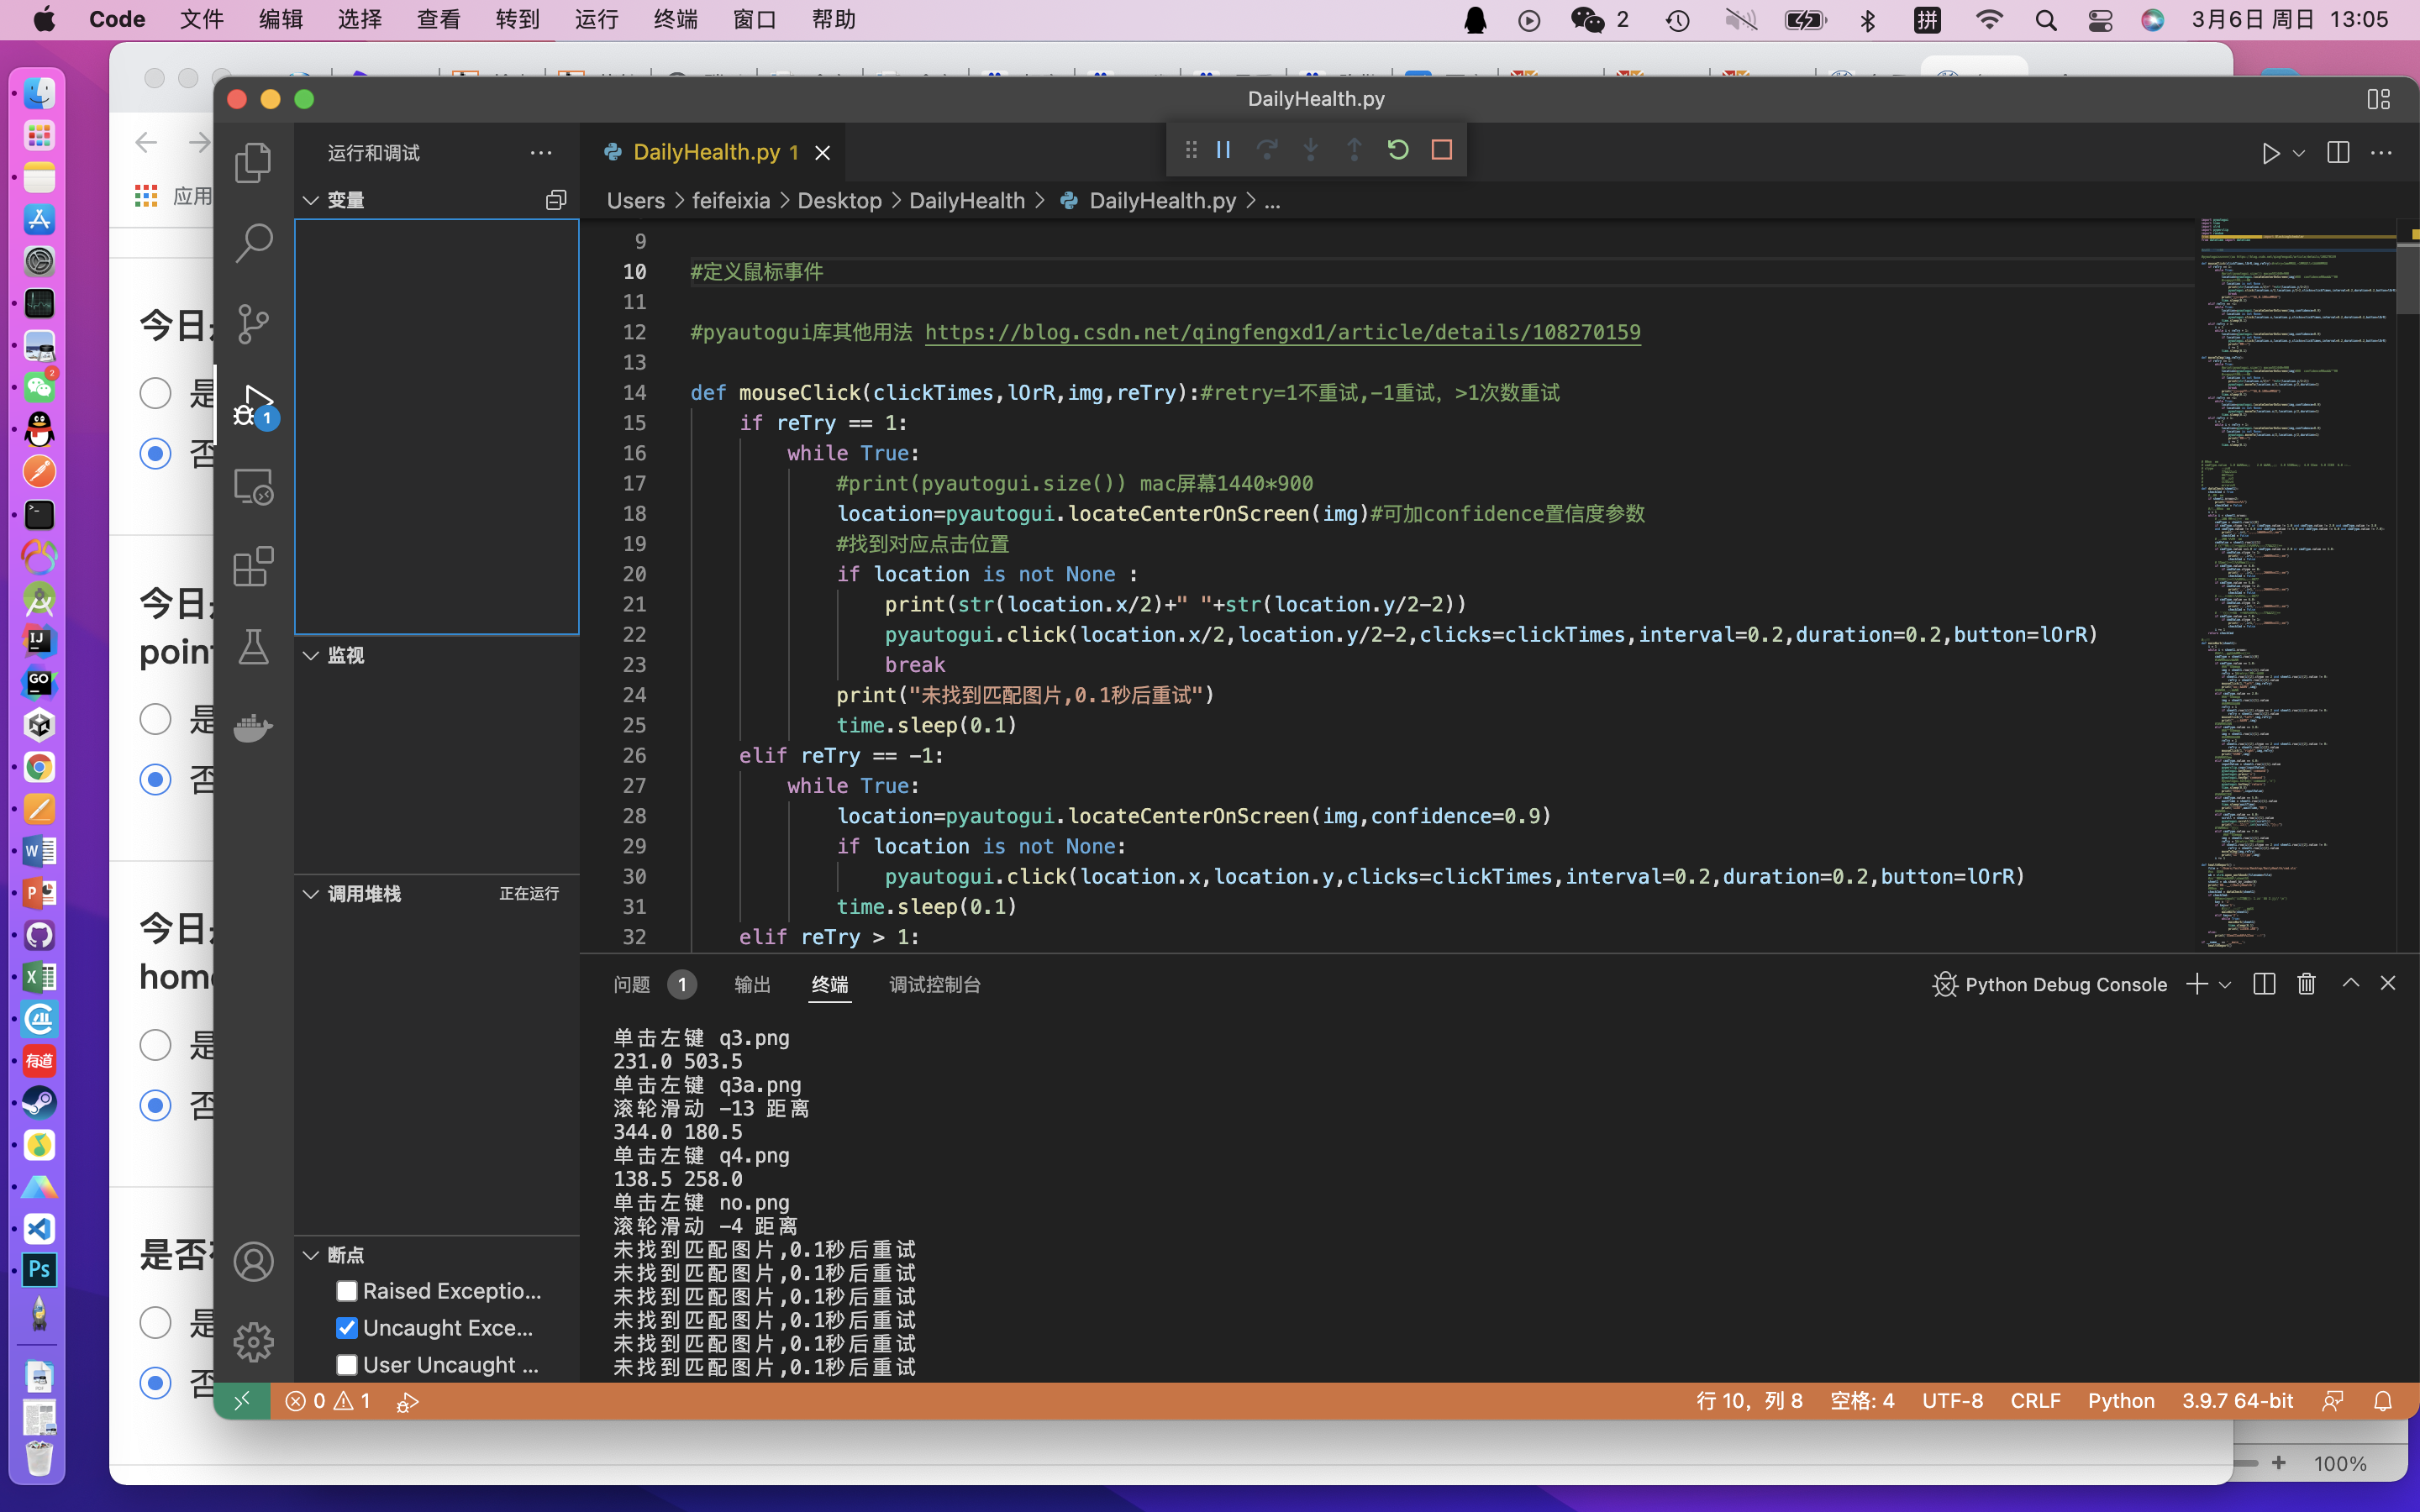 Code 文件 编辑 选择 查看 转到 运行 终端 窗口 帮助
2 拼 3月6日 周日 13:05
DailyHealth.py
应用
今日
是
否
今日
point
是
否
今日
home
是
否
是否
是
否
运行和调试
变量
监视
调用堆栈 正在运行
断点
Raised Exceptio...
Uncaught Exce...
User Uncaught ...
1
DailyHealth.py 1
Users > feifeixia > Desktop > DailyHealth > DailyHealth.py > ...
9
10 #定义鼠标事件
11
12 #pyautogui库其他用法 https://blog.csdn.net/qingfengxd1/article/details/108270159
13
14 def mouseClick(clickTimes,lOrR,img,reTry):#retry=1不重试,-1重试，>1次数重试
15 if reTry == 1:
16 while True:
17 #print(pyautogui.size()) mac屏幕1440*900
18 location=pyautogui.locateCenterOnScreen(img)#可加confidence置信度参数
19 #找到对应点击位置
20 if location is not None :
21 print(str(location.x/2)+" "+str(location.y/2-2))
22 pyautogui.click(location.x/2,location.y/2-2,clicks=clickTimes,interval=0.2,duration=0.2,button=lOrR)
23 break
24 print("未找到匹配图片,0.1秒后重试")
25 time.sleep(0.1)
26 elif reTry == -1:
27 while True:
28 location=pyautogui.locateCenterOnScreen(img,confidence=0.9)
29 if location is not None:
30 pyautogui.click(location.x,location.y,clicks=clickTimes,interval=0.2,duration=0.2,button=lOrR)
31 time.sleep(0.1)
32 elif reTry > 1:
问题 1 输出 终端 调试控制台 Python Debug Console
单击左键 q3.png
231.0 503.5
单击左键 q3a.png
滚轮滑动 -13 距离
344.0 180.5
单击左键 q4.png
138.5 258.0
单击左键 no.png
滚轮滑动 -4 距离
未找到匹配图片,0.1秒后重试
未找到匹配图片,0.1秒后重试
未找到匹配图片,0.1秒后重试
未找到匹配图片,0.1秒后重试
未找到匹配图片,0.1秒后重试
未找到匹配图片,0.1秒后重试
0 1 行 10，列 8 空格: 4 UTF-8 CRLF Python 3.9.7 64-bit
100%
2
IJ
GO
W
P
X
有道
Ps